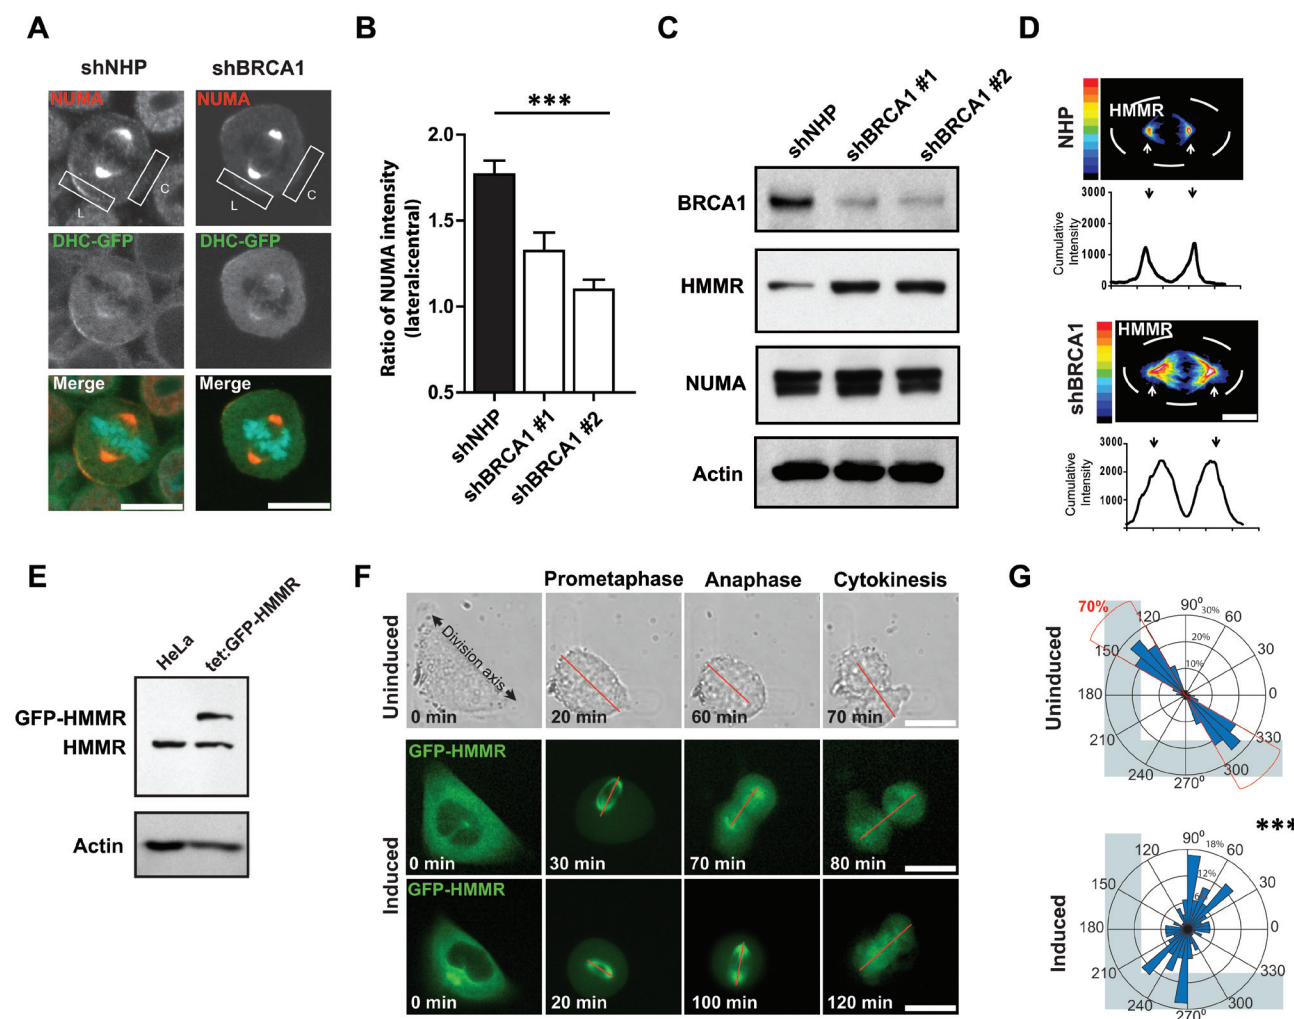 A
shNHP
shBRCA1
NUMA
NUMA
L
C
L
C
DHC-GFP
DHC-GFP
Merge
Merge
B
***
Ratio of NUMA intensity
(lateral:central)
2.0
1.5
1.0
0.5
shNHP
shBRCA1 #1
shBRCA1 #2
C
shNHP
shBRCA1 #1
shBRCA1 #2
BRCA1
HMMR
NUMA
Actin
D
NHP
HMMR
Cumulative
Intensity
3000
2000
1000
0
shBRCA1
HMMR
Cumulative
Intensity
3000
2000
1000
E
HeLa
tet:GFP-HMMR
GFP-HMMR
HMMR
Actin
F
Prometaphase
Anaphase
Cytokinesis
Uninduced
Division axis
0 min
20 min
60 min
70 min
Induced
GFP-HMMR
0 min
30 min
70 min
80 min
GFP-HMMR
0 min
20 min
100 min
120 min
G
Uninduced
70%
90⁰
30%
20%
10%
60
30
0
330
300
270⁰
240
210
180
150
120
Induced
***
90⁰
18%
12%
60
30
0
330
300
270⁰
240
210
180
150
120